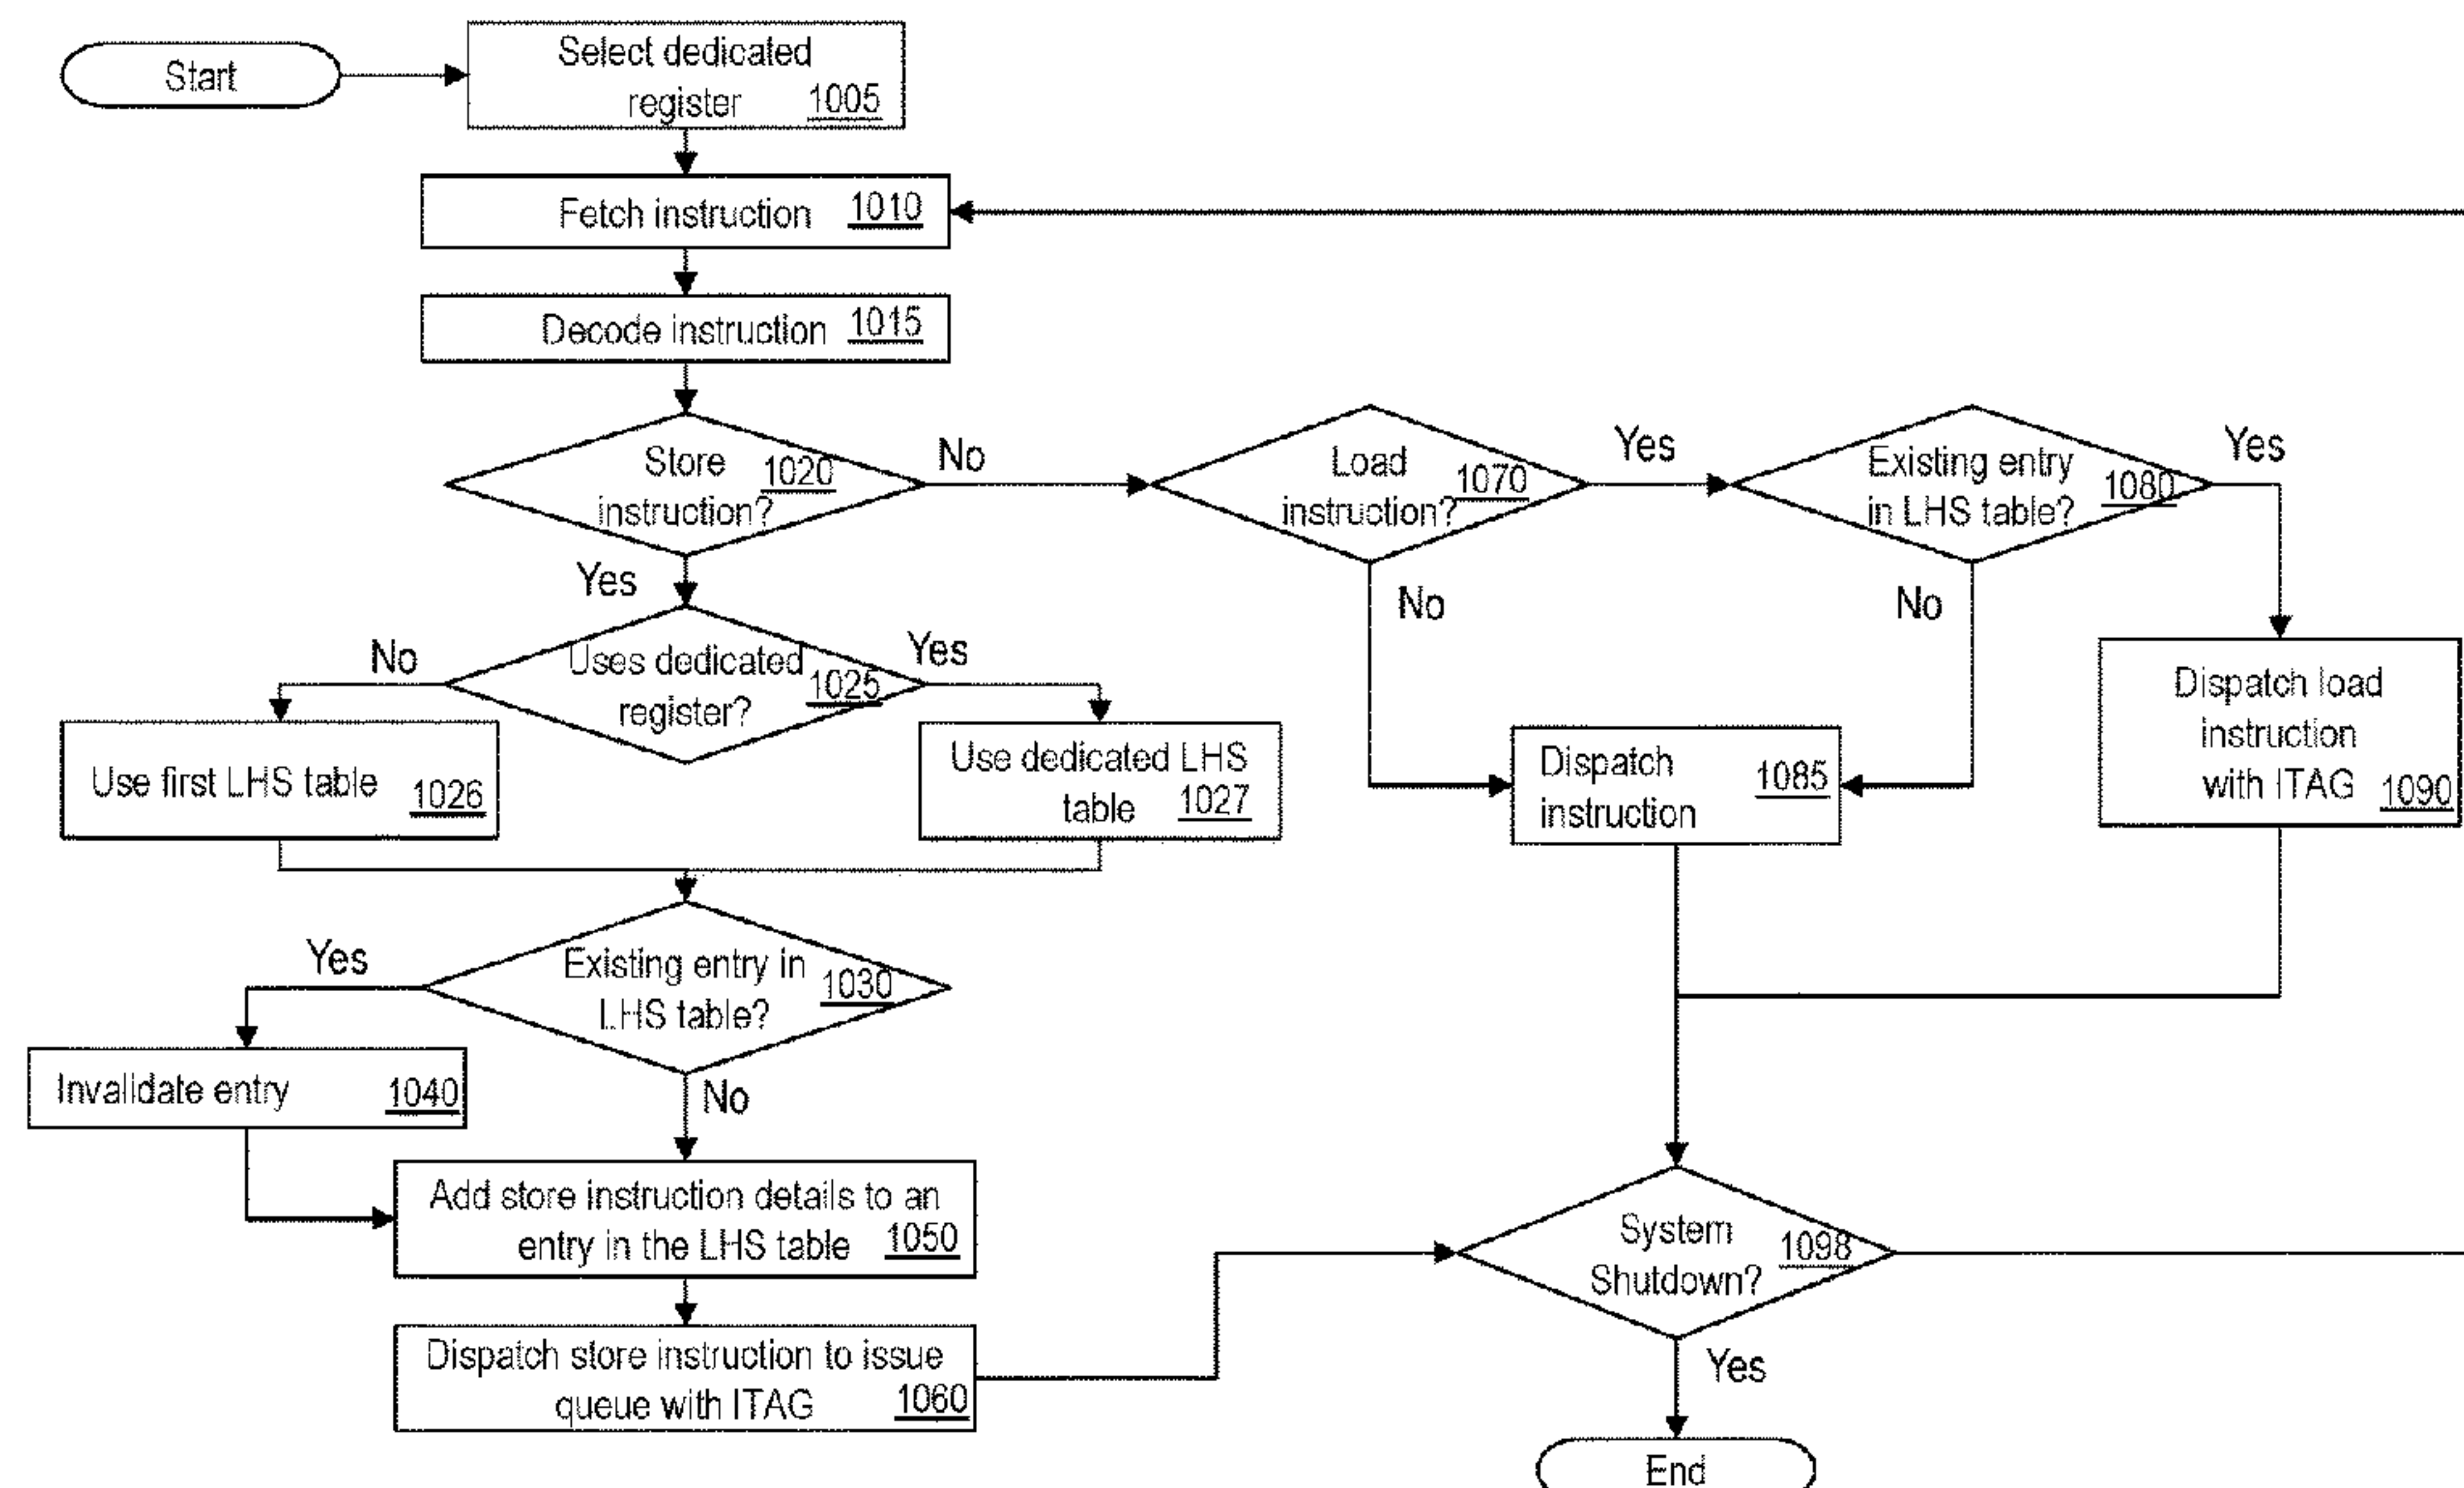 Start
Select dedicated
register 1005
Fetch instruction 1010
Decode instruction 1015
Store
instruction? 1020
No
Load
instruction? 1070
Yes
Existing entry
in LHS table? 1080
Yes
Yes
No
No
No
Uses dedicated
register? 1025
Yes
Use first LHS table 1026
Use dedicated LHS
table 1027
Dispatch
instruction 1085
Dispatch load
instruction
with ITAG 1090
Yes
Existing entry in
LHS table? 1030
Invalidate entry 1040
No
Add store instruction details to an
entry in the LHS table 1050
System
Shutdown? 1098
Dispatch store instruction to issue
queue with ITAG 1060
Yes
End